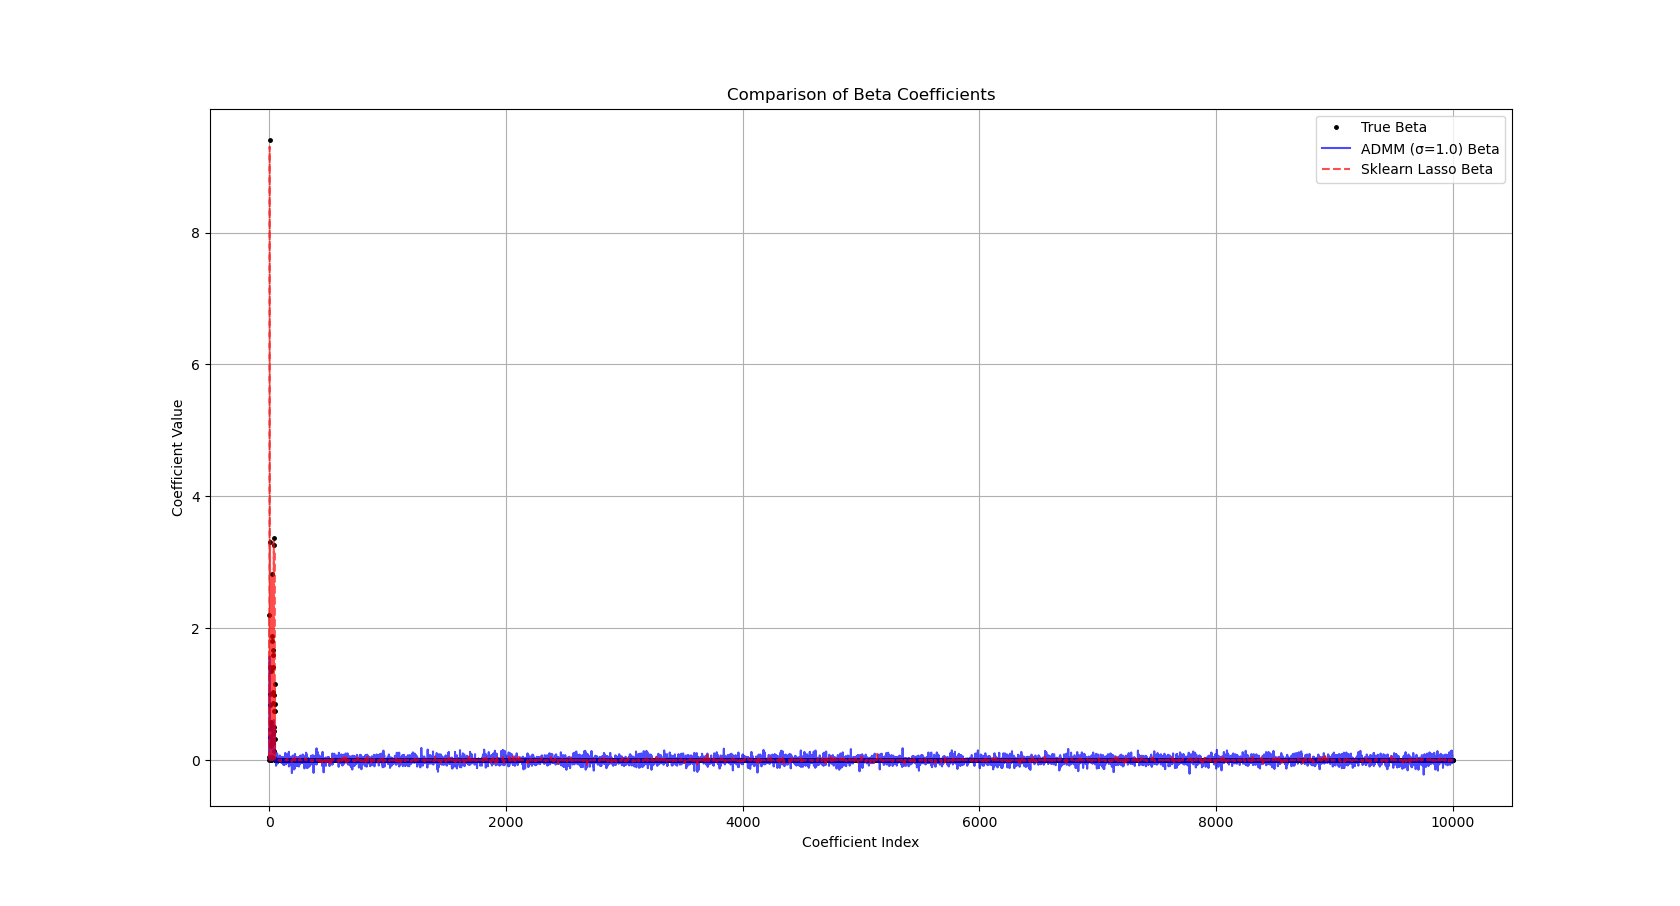 Comparison of Beta Coefficients
True Beta
ADMM (σ=1.0) Beta
Sklearn Lasso Beta
8
6
4
2
0
Coefficient Value
0 2000 4000 6000 8000 10000
Coefficient Index